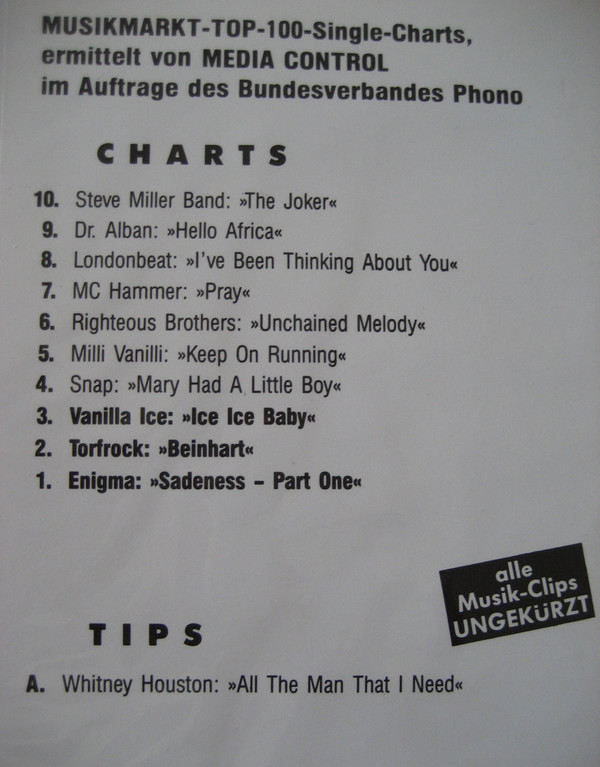 MUSIKMARKT-TOP-100-Single-Charts,
ermittelt von MEDIA CONTROL
im Auftrage des Bundesverbandes Phono
CHARTS
10. Steve Miller Band: »The Joker«
9. Dr. Alban: »Hello Africa«
8. Londonbeat: »I've Been Thinking About You«
7. MC Hammer: »Pray«
6. Righteous Brothers: »Unchained Melody«
5. Milli Vanilli: »Keep On Running«
4. Snap: »Mary Had A Little Boy«
3. Vanilla Ice: »Ice Ice Baby«
2. Torfrock: »Beinhart«
1. Enigma: »Sadeness – Part One«
alle
Musik-Clips
UNGEKÜRZT
TIPS
A. Whitney Houston: »All The Man That I Need«